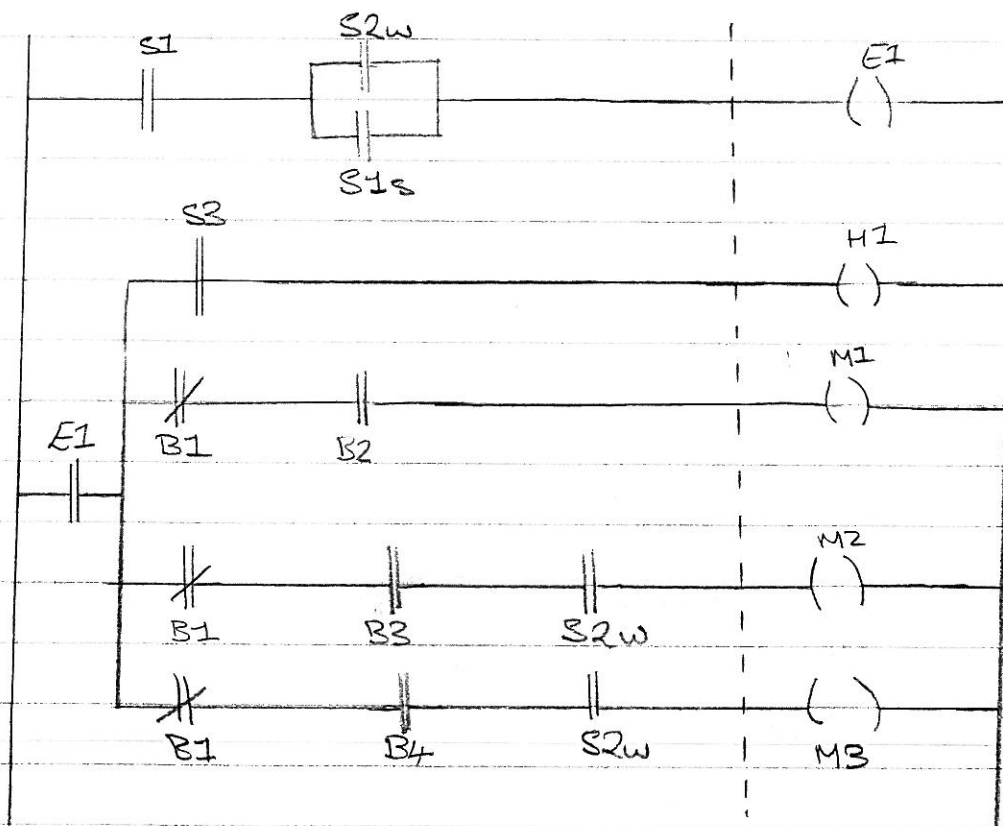 S1 S2w E1
S1s
S3 H1
M1
E1 B1 B2
M2
B1 B3 S2w
B1 B4 S2w M3